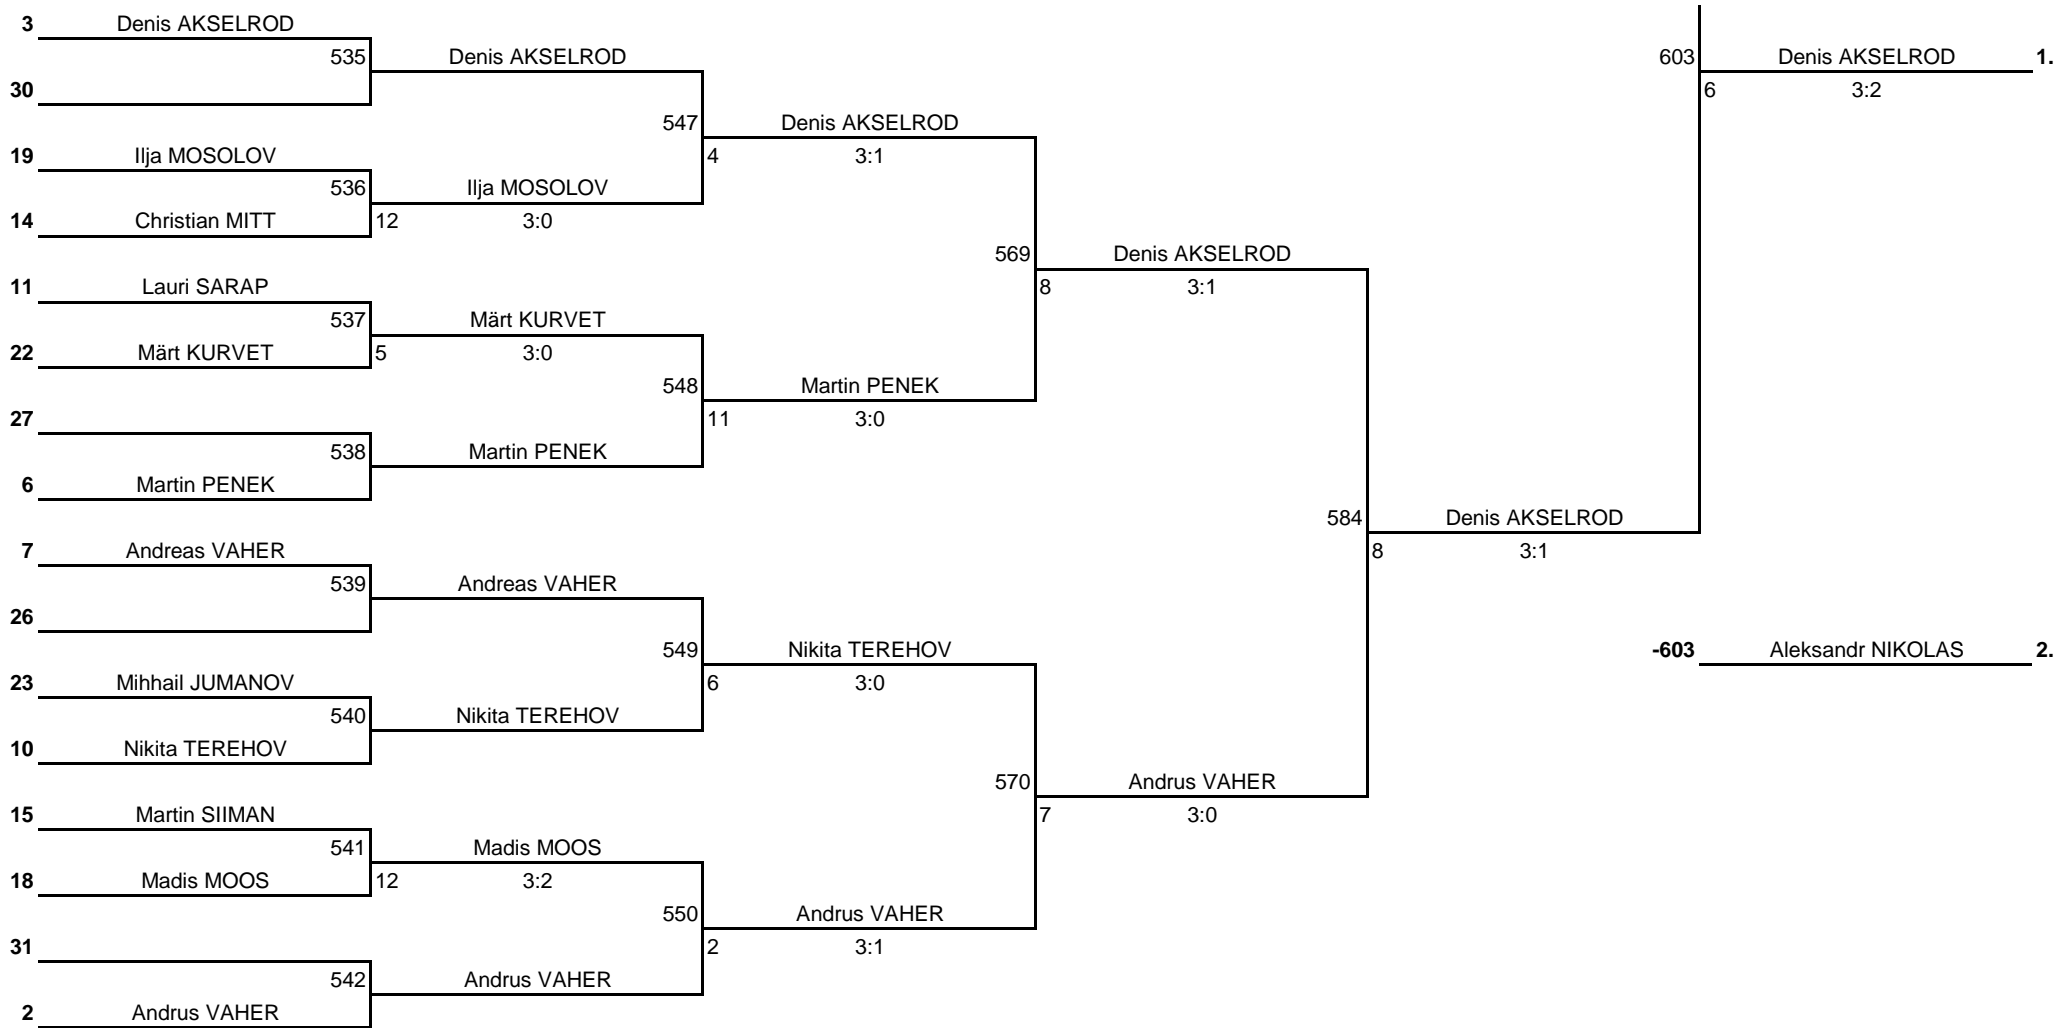 3 Denis AKSELROD
535 Denis AKSELROD 603 Denis AKSELROD 1.
30 6 3:2
547 Denis AKSELROD
19 Ilja MOSOLOV 4 3:1
536 Ilja MOSOLOV
14 Christian MITT 12 3:0
569 Denis AKSELROD
11 Lauri SARAP 8 3:1
537 Märt KURVET
22 Märt KURVET 5 3:0
548 Martin PENEK
27 11 3:0
538 Martin PENEK
6 Martin PENEK
584 Denis AKSELROD
7 Andreas VAHER 8 3:1
539 Andreas VAHER
26
549 Nikita TEREHOV -603 Aleksandr NIKOLAS 2.
23 Mihhail JUMANOV 6 3:0
540 Nikita TEREHOV
10 Nikita TEREHOV
570 Andrus VAHER
15 Martin SIIMAN 7 3:0
541 Madis MOOS
18 Madis MOOS 12 3:2
550 Andrus VAHER
31 2 3:1
542 Andrus VAHER
2 Andrus VAHER